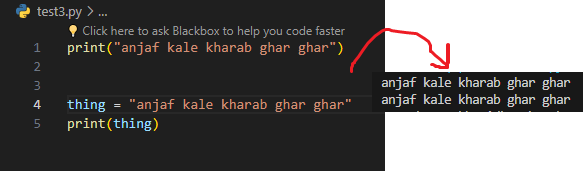 test3.py > ...
Click here to ask Blackbox to help you code faster
1 print("anjaf kale kharab ghar ghar")
2
3
4 thing = "anjaf kale kharab ghar ghar"
5 print(thing)
anjaf kale kharab ghar ghar
anjaf kale kharab ghar ghar